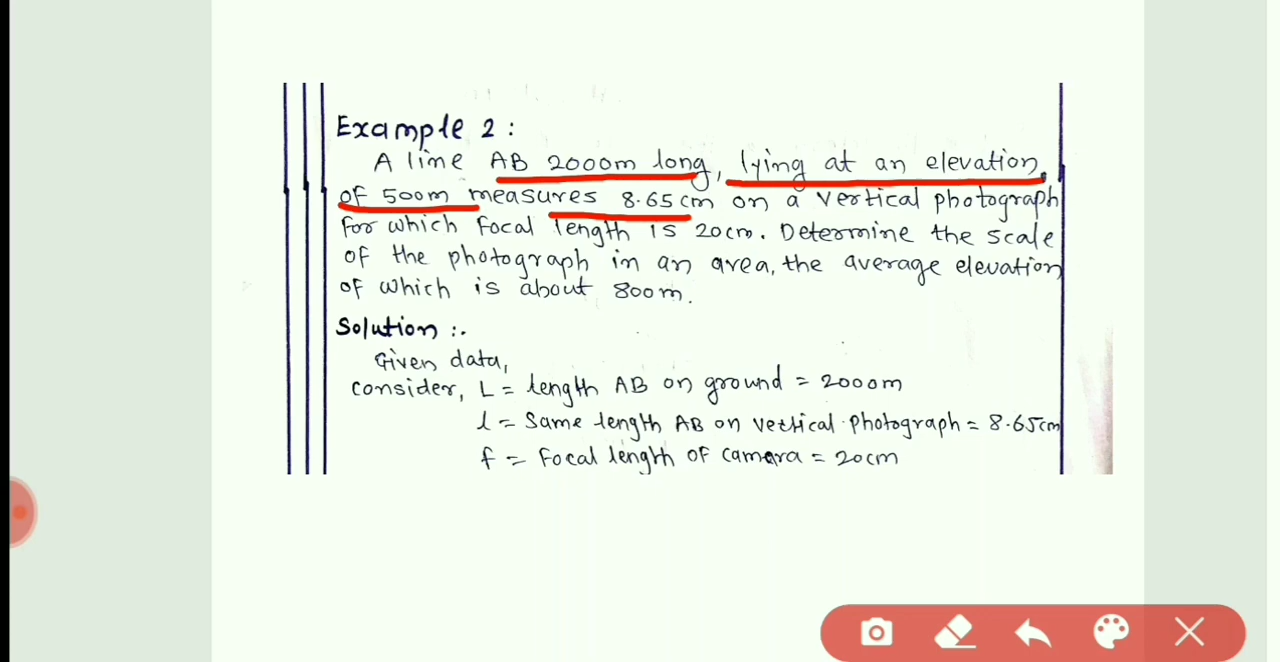 Example 2 :
A line AB 2000m long, lying at an elevation
of 500m measures 8.65 cm on a vertical photograph
for which focal length is 20cm. Determine the scale
of the photograph in an area, the average elevation
of which is about 800m.
Solution :.
Given data,
consider, L = length AB on ground = 2000m
l = Same length AB on vertical photograph = 8.65cm
f = Focal length of camera = 20cm